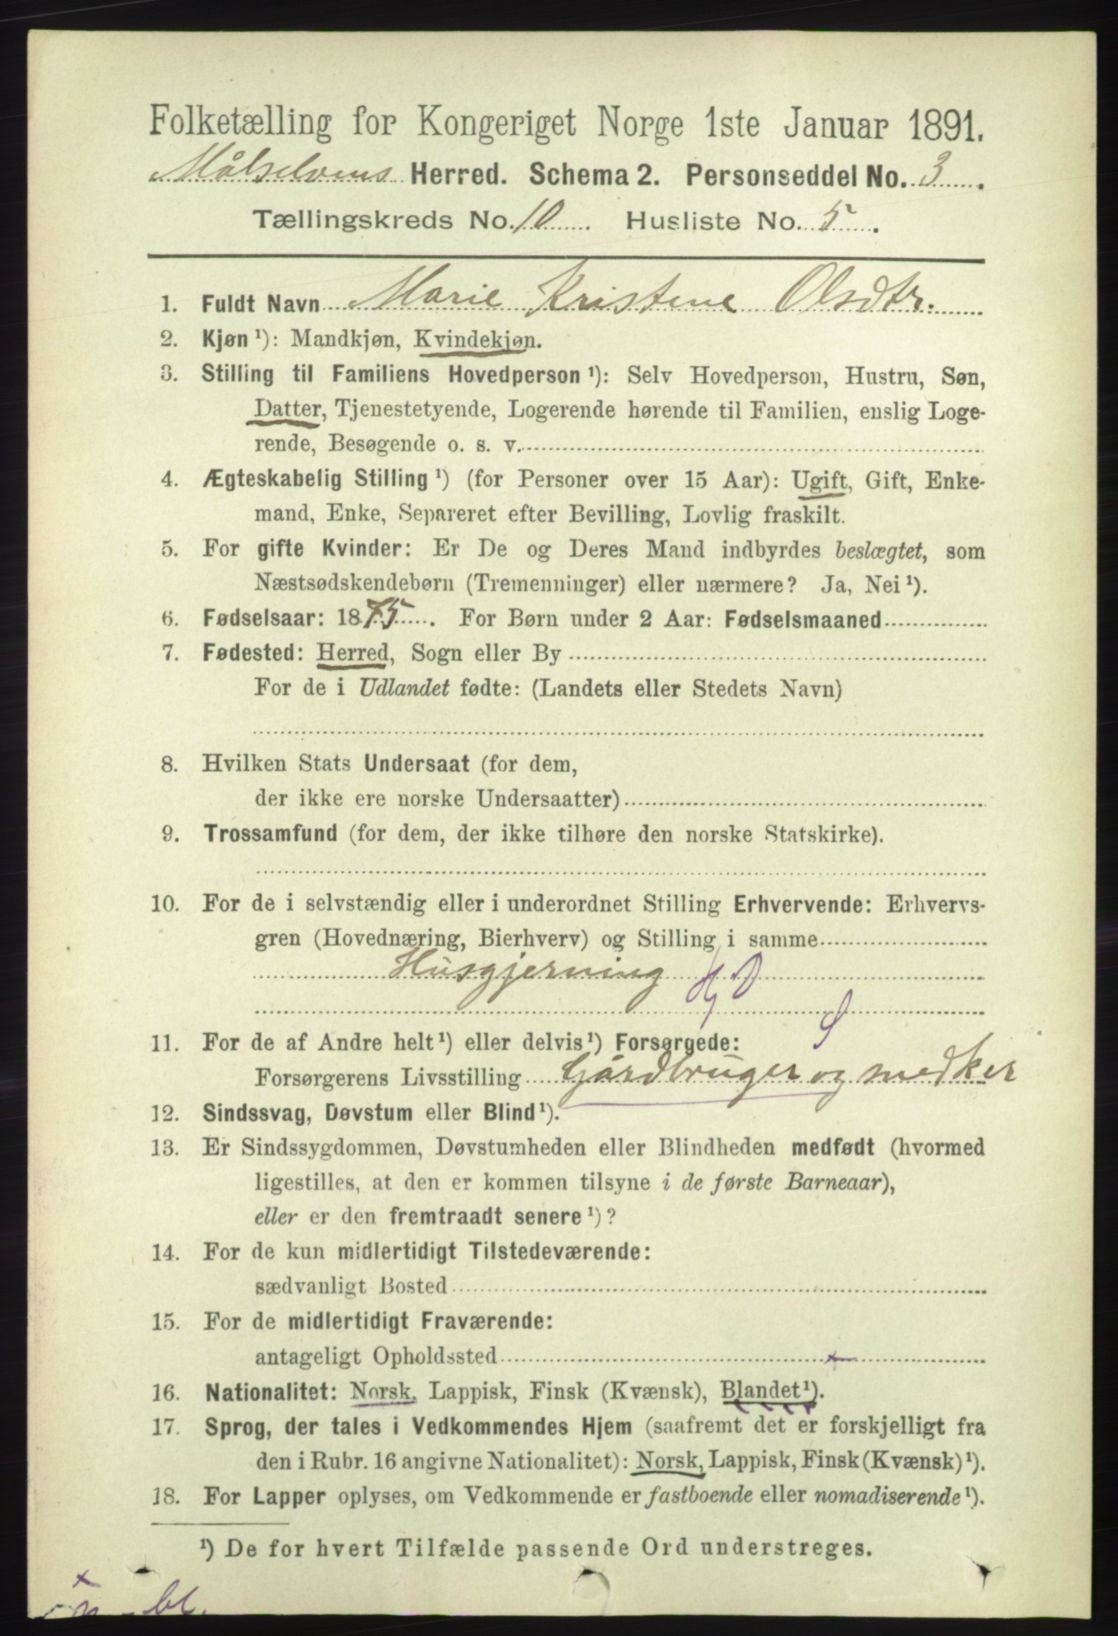 Folketælling for Kongeriget Norge 1ste Januar 1891.
Målselvens Herred. Schema 2. Personseddel No. 3.
Tællingskreds No. 10. Husliste No. 5.
1. Fuldt Navn Marie Kristine Olsdtr.
2. Kjøn ¹): Mandkjøn, Kvindekjøn.
3. Stilling til Familiens Hovedperson ¹): Selv Hovedperson, Hustru, Søn,
Datter, Tjenestetyende, Logerende hørende til Familien, enslig Loge-
rende, Besøgende o. s. v.
4. Ægteskabelig Stilling ¹) (for Personer over 15 Aar): Ugift, Gift, Enke-
mand, Enke, Separeret efter Bevilling, Lovlig fraskilt.
5. For gifte Kvinder: Er De og Deres Mand indbyrdes beslægtet, som
Næstsødskendebørn (Tremenninger) eller nærmere? Ja, Nei ¹).
6. Fødselsaar: 1875. For Børn under 2 Aar: Fødselsmaaned
7. Fødested: Herred, Sogn eller By
For de i Udlandet fødte: (Landets eller Stedets Navn)
8. Hvilken Stats Undersaat (for dem,
der ikke ere norske Undersaatter)
9. Trossamfund (for dem, der ikke tilhøre den norske Statskirke).
10. For de i selvstændig eller i underordnet Stilling Erhvervende: Erhvervs-
gren (Hovednæring, Bierhverv) og Stilling i samme
Husgjerning
11. For de af Andre helt ¹) eller delvis ¹) Forsørgede:
Forsørgerens Livsstilling Gårdbruger og snedker
12. Sindssvag, Døvstum eller Blind ¹).
13. Er Sindssygdommen, Døvstumheden eller Blindheden medfødt (hvormed
ligestilles, at den er kommen tilsyne i de første Barneaar),
eller er den fremtraadt senere ¹)?
14. For de kun midlertidigt Tilstedeværende:
sædvanligt Bosted
15. For de midlertidigt Fraværende:
antageligt Opholdssted
16. Nationalitet: Norsk, Lappisk, Finsk (Kvænsk), Blandet ¹).
17. Sprog, der tales i Vedkommendes Hjem (saafremt det er forskjelligt fra
den i Rubr. 16 angivne Nationalitet): Norsk, Lappisk, Finsk (Kvænsk) ¹).
18. For Lapper oplyses, om Vedkommende er fastboende eller nomadiserende ¹).
¹) De for hvert Tilfælde passende Ord understreges.
bl.